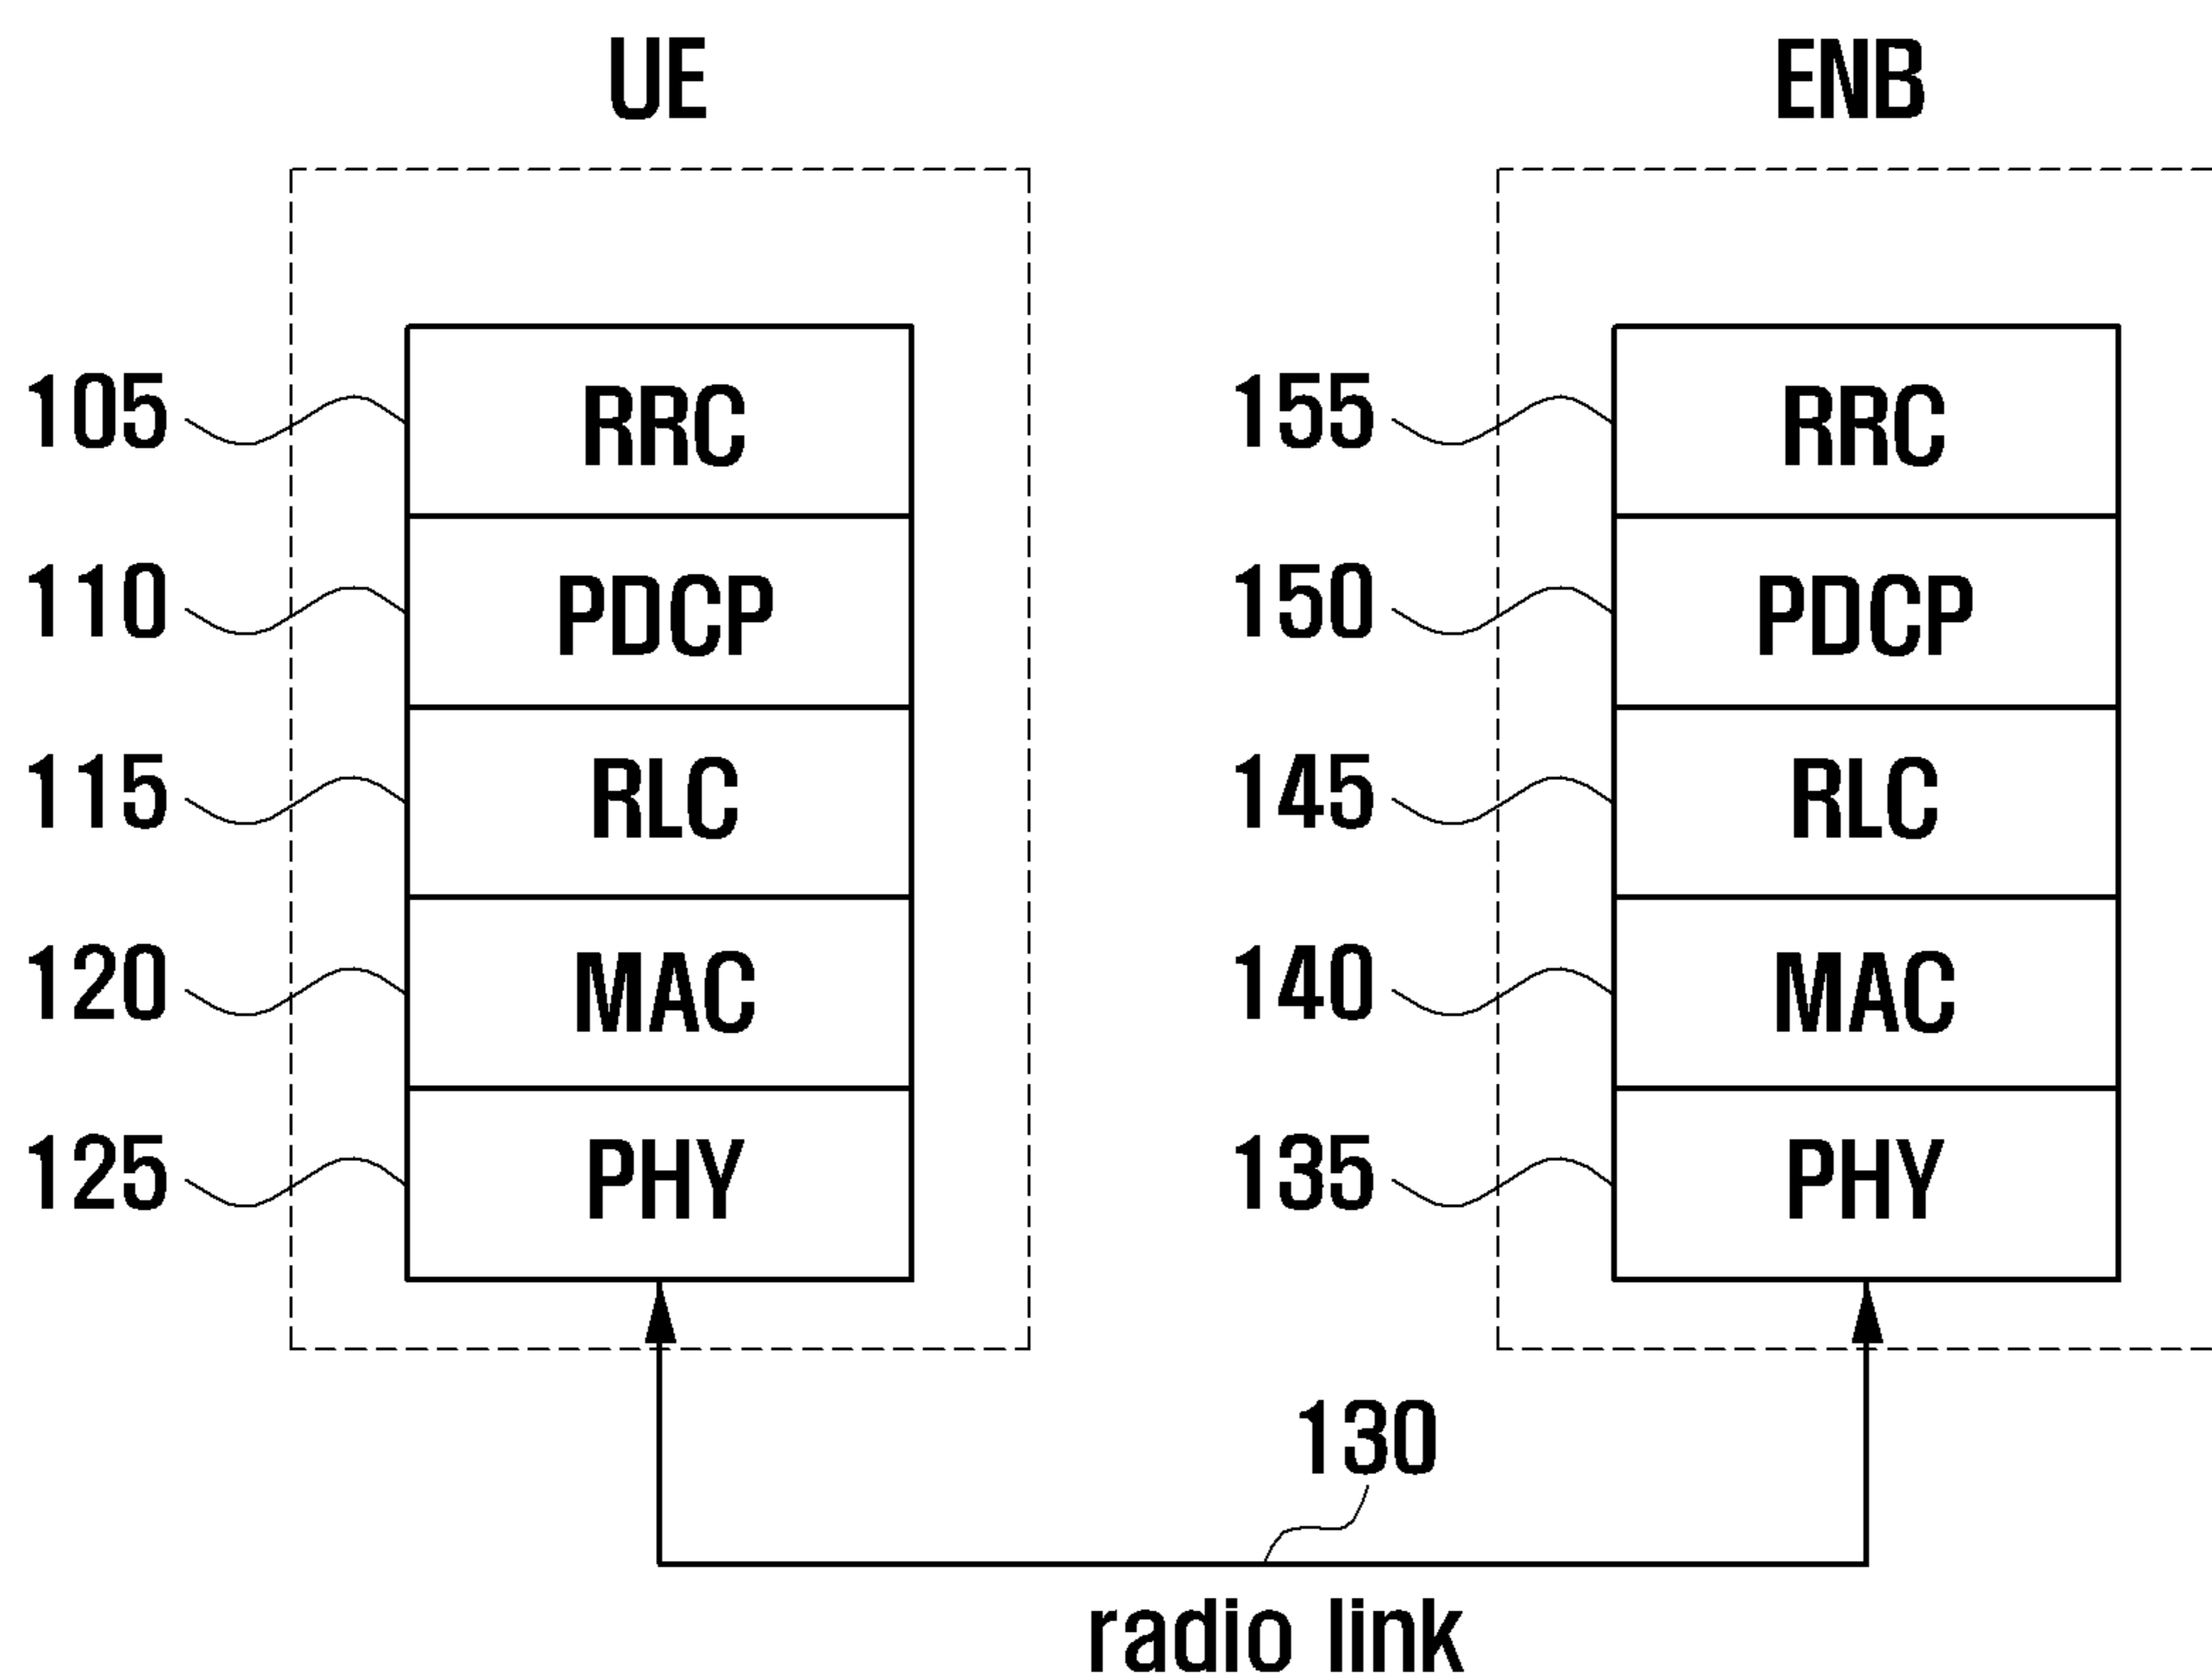 UE
ENB
105
RRC
155
RRC
110
PDCP
150
PDCP
115
RLC
145
RLC
120
MAC
140
MAC
125
PHY
135
PHY
130
radio link